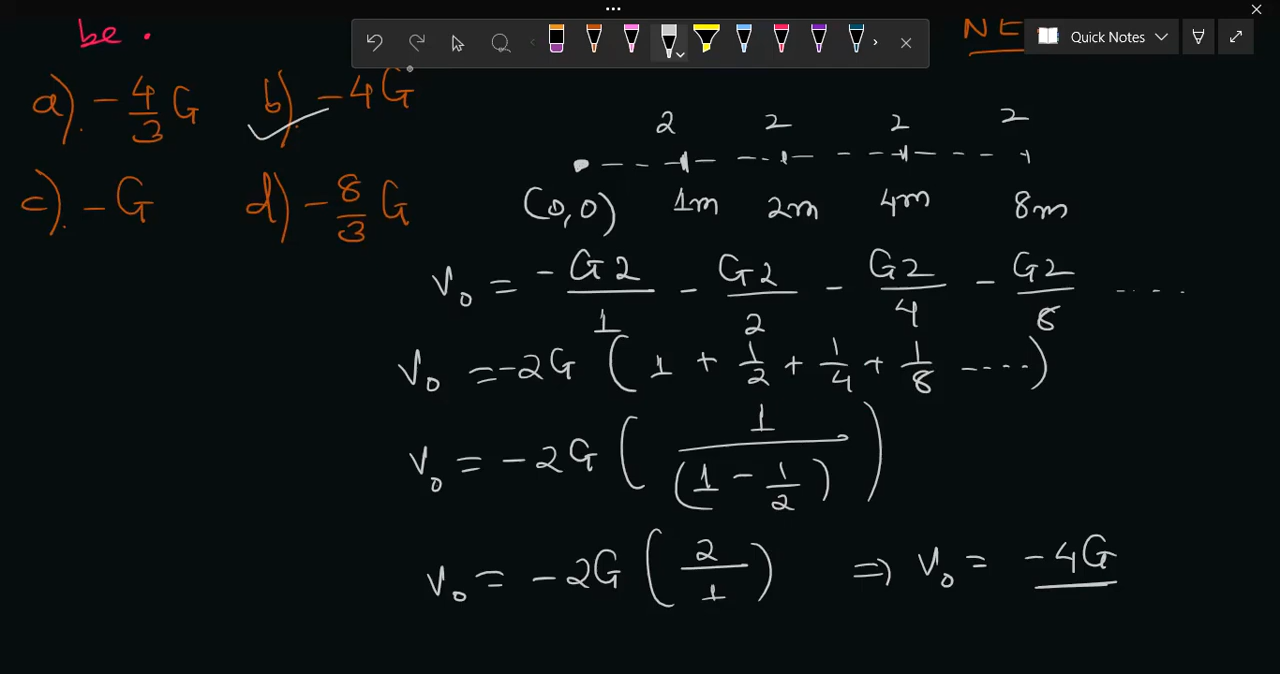 be.
NE
Quick Notes
a). -4/3 G b). -4G
c). -G d) -8/3 G
2 2 2 2
(0,0) 1m 2m 4m 8m
V₀ = -G2/1 - G2/2 - G2/4 - G2/8 ......
V₀ = -2G (1 + 1/2 + 1/4 + 1/8 ......)
V₀ = -2G (1/(1 - 1/2))
V₀ = -2G (2/1) ⇒ V₀ = -4G